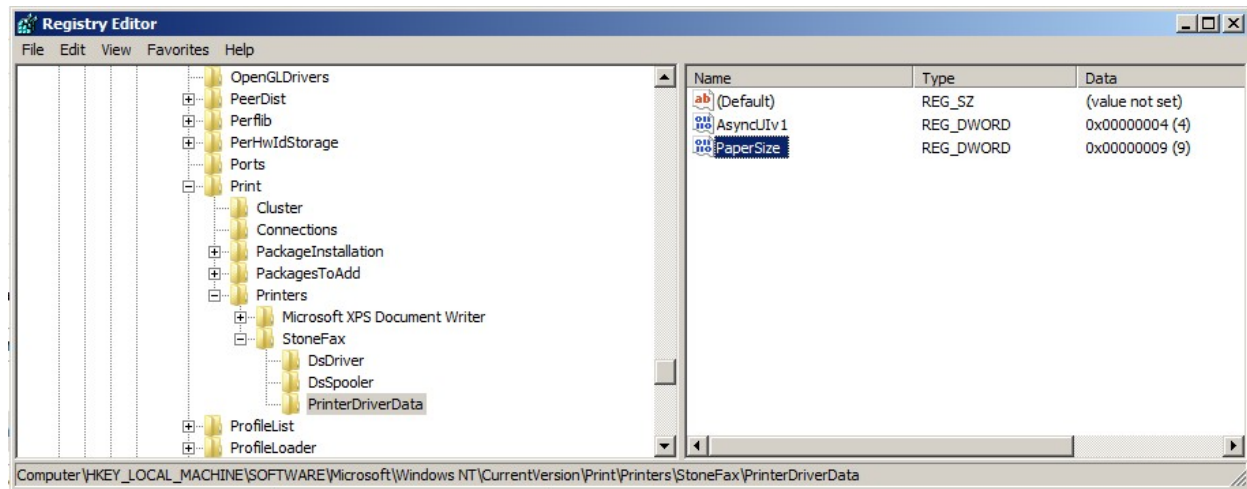 Registry Editor
File Edit View Favorites Help
OpenGLDrivers
PeerDist
Perflib
PerHwIdStorage
Ports
Print
Cluster
Connections
PackageInstallation
PackagesToAdd
Printers
Microsoft XPS Document Writer
StoneFax
DsDriver
DsSpooler
PrinterDriverData
ProfileList
ProfileLoader
Name Type Data
(Default) REG_SZ (value not set)
AsyncUIv1 REG_DWORD 0x00000004 (4)
PaperSize REG_DWORD 0x00000009 (9)
Computer\HKEY_LOCAL_MACHINE\SOFTWARE\Microsoft\Windows NT\CurrentVersion\Print\Printers\StoneFax\PrinterDriverData